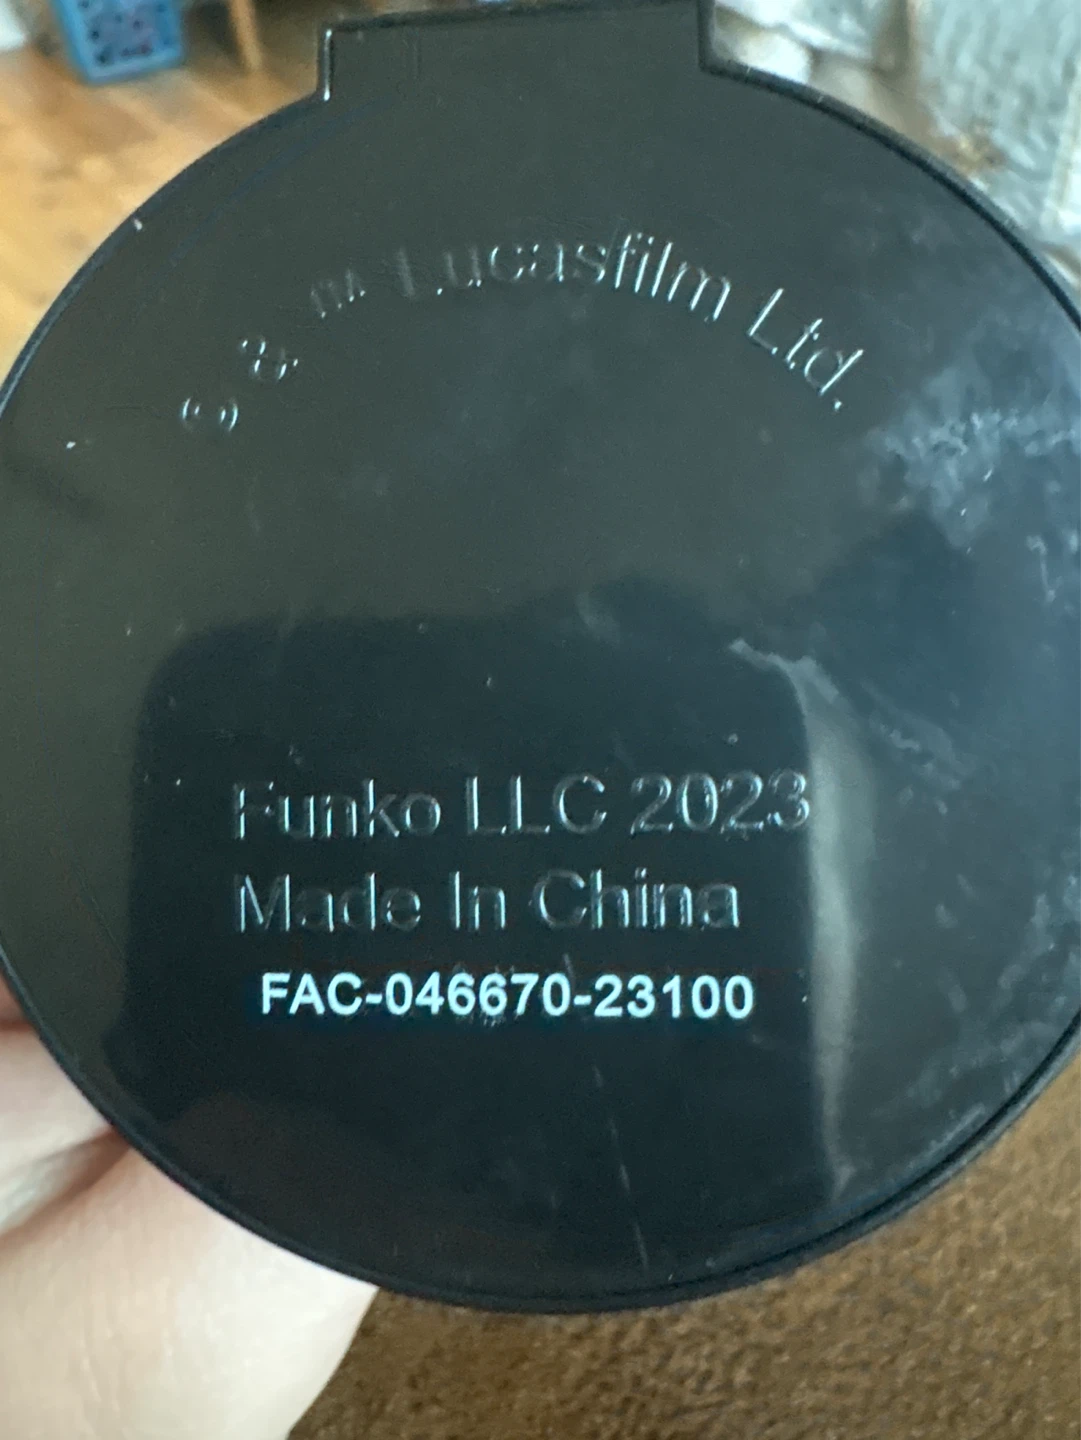 © & ™ Lucasfilm Ltd.
Funko LLC 2023
Made In China
FAC-046670-23100